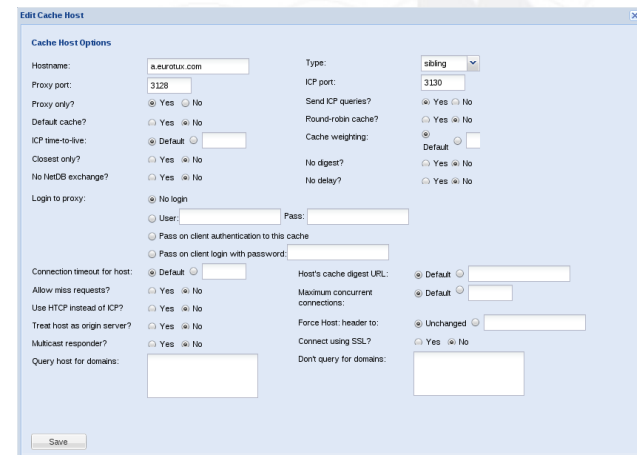 Edit Cache Host
Cache Host Options
Hostname: a.eurotux.com Type: sibling
Proxy port: 3128 ICP port: 3130
Proxy only? Yes No Send ICP queries? Yes No
Default cache? Yes No Round-robin cache? Yes No
ICP time-to-live: Default Cache weighting: Default
Closest only? Yes No No digest? Yes No
No NetDB exchange? Yes No No delay? Yes No
Login to proxy: No login
User: Pass:
Pass on client authentication to this cache
Pass on client login with password:
Connection timeout for host: Default Host's cache digest URL: Default
Allow miss requests? Yes No Maximum concurrent connections: Default
Use HTCP instead of ICP? Yes No
Treat host as origin server? Yes No Force Host: header to: Unchanged
Multicast responder? Yes No Connect using SSL? Yes No
Query host for domains: Don't query for domains:
Save